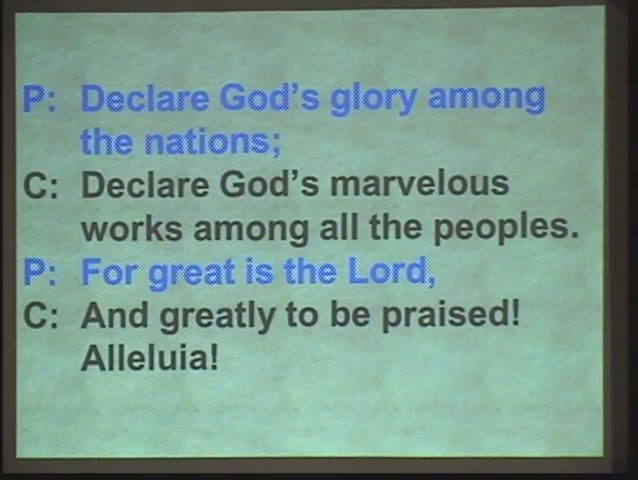 P: Declare God's glory among
the nations;
C: Declare God's marvelous
works among all the peoples.
P: For great is the Lord,
C: And greatly to be praised!
Alleluia!